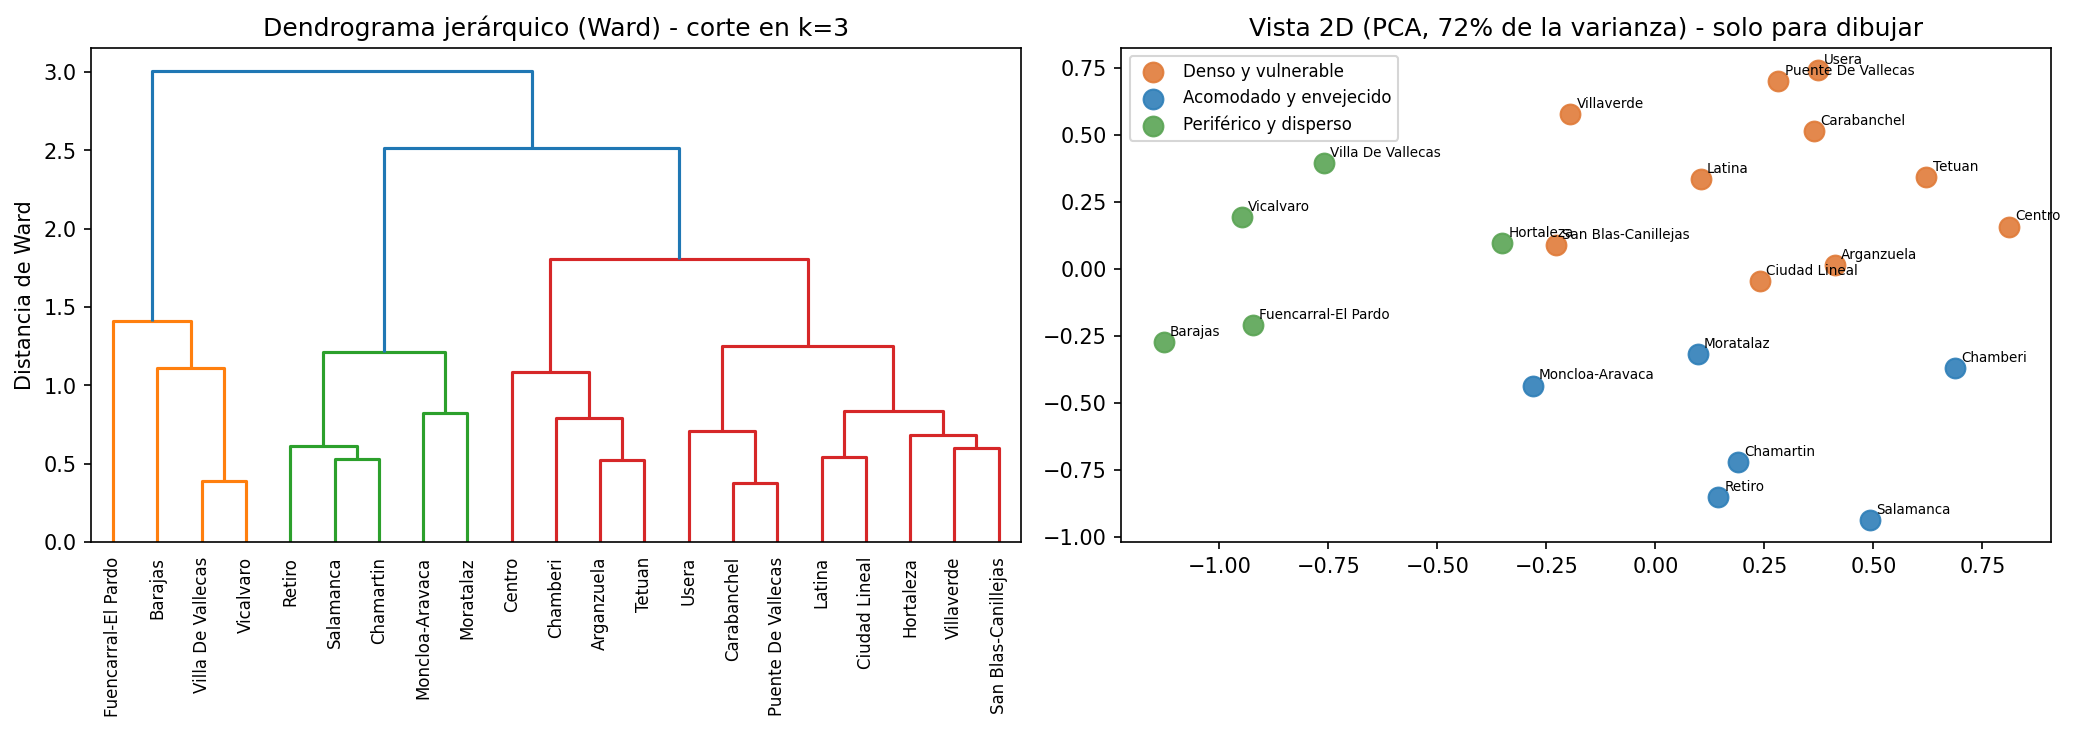 Dendrograma jerárquico (Ward) - corte en k=3
Distancia de Ward
3.0
2.5
2.0
1.5
1.0
0.5
0.0
Fuencarral-El Pardo
Barajas
Villa De Vallecas
Vicalvaro
Retiro
Salamanca
Chamartin
Moncloa-Aravaca
Moratalaz
Centro
Chamberi
Arganzuela
Tetuan
Usera
Carabanchel
Puente De Vallecas
Latina
Ciudad Lineal
Hortaleza
Villaverde
San Blas-Canillejas
Vista 2D (PCA, 72% de la varianza) - solo para dibujar
Denso y vulnerable
Acomodado y envejecido
Periférico y disperso
0.75
0.50
0.25
0.00
−0.25
−0.50
−0.75
−1.00
Usera
Puente De Vallecas
Villaverde
Carabanchel
Villa De Vallecas
Latina
Tetuan
Vicalvaro
Centro
Hortaleza
San Blas-Canillejas
Arganzuela
Ciudad Lineal
Fuencarral-El Pardo
Barajas
Moratalaz
Chamberi
Moncloa-Aravaca
Chamartin
Retiro
Salamanca
−1.00
−0.75
−0.50
−0.25
0.00
0.25
0.50
0.75